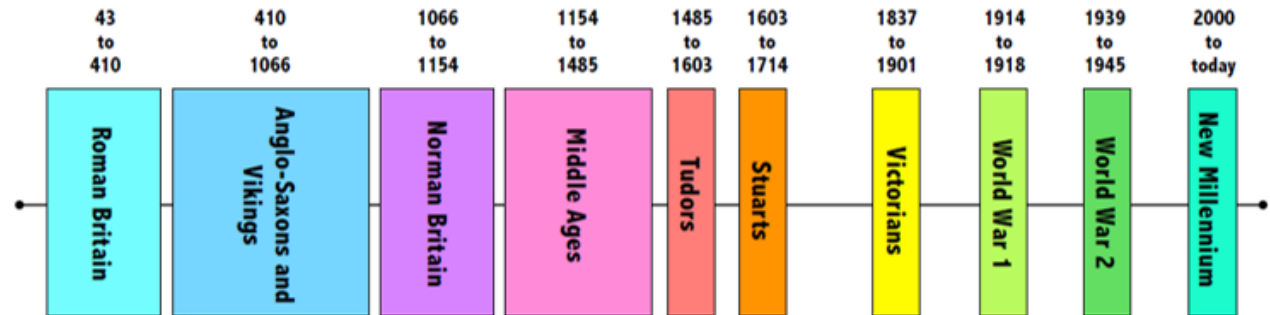 43
to
410
410
to
1066
1066
to
1154
1154
to
1485
1485
to
1603
1603
to
1714
1837
to
1901
1914
to
1918
1939
to
1945
2000
to
today
Roman Britain
Anglo-Saxons and
Vikings
Norman Britain
Middle Ages
Tudors
Stuarts
Victorians
World War 1
World War 2
New Millennium